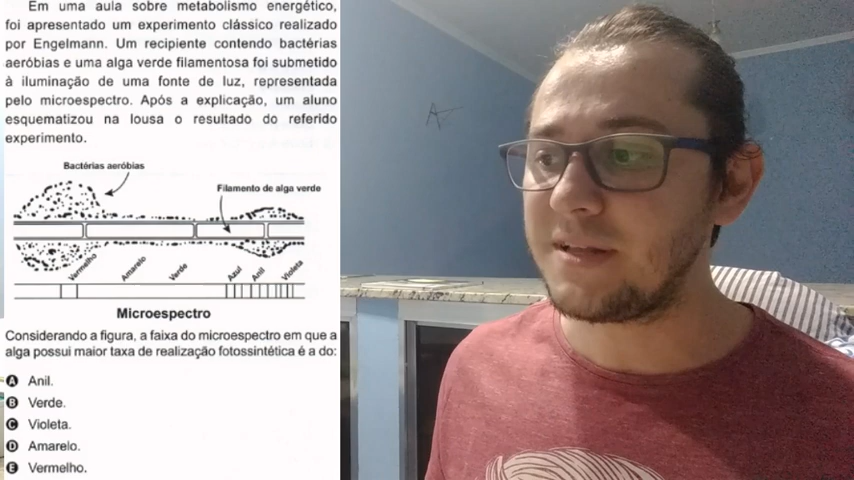 Em uma aula sobre metabolismo energético,
foi apresentado um experimento clássico realizado
por Engelmann. Um recipiente contendo bactérias
aeróbias e uma alga verde filamentosa foi submetido
à iluminação de uma fonte de luz, representada
pelo microespectro. Após a explicação, um aluno
esquematizou na lousa o resultado do referido
experimento.
Bactérias aeróbias
Filamento de alga verde
Vermelho
Amarelo
Verde
Azul
Anil
Violeta
Microespectro
Considerando a figura, a faixa do microespectro em que a
alga possui maior taxa de realização fotossintética é a do:
A Anil.
B Verde.
C Violeta.
D Amarelo.
E Vermelho.
A